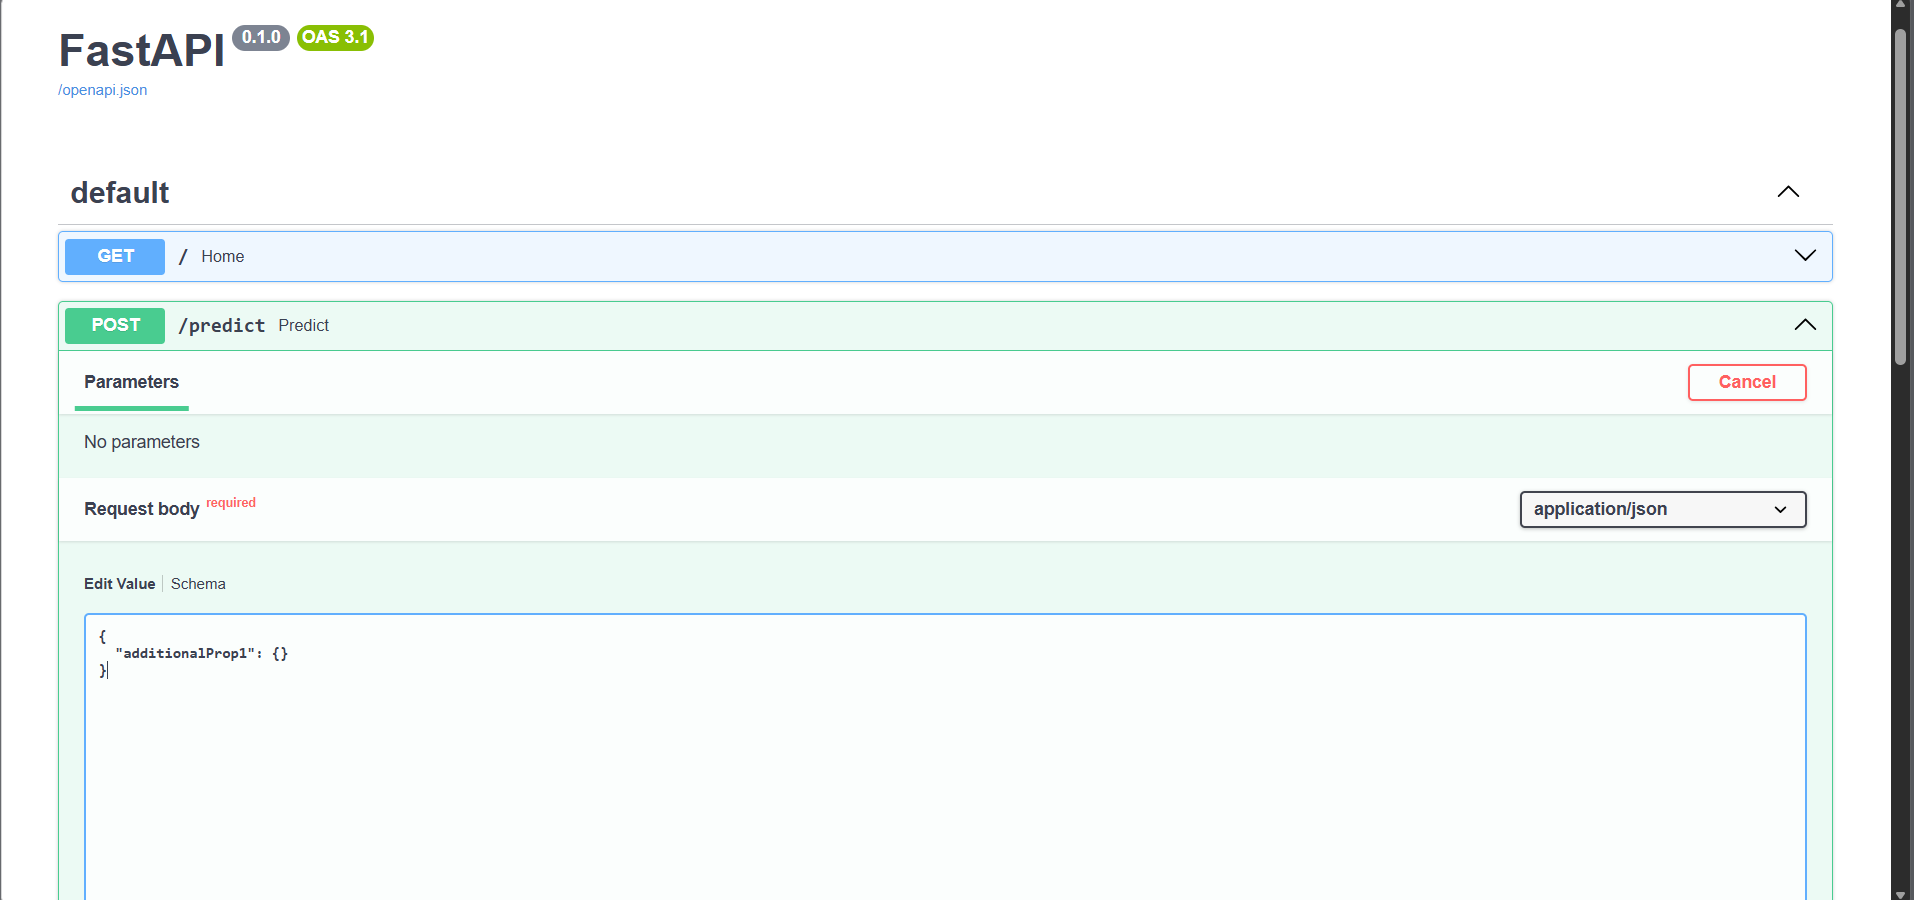 FastAPI 0.1.0 OAS 3.1
/openapi.json
default
GET / Home
POST /predict Predict
Parameters
Cancel
No parameters
Request body required
application/json
Edit Value Schema
{
  "additionalProp1": {}
}